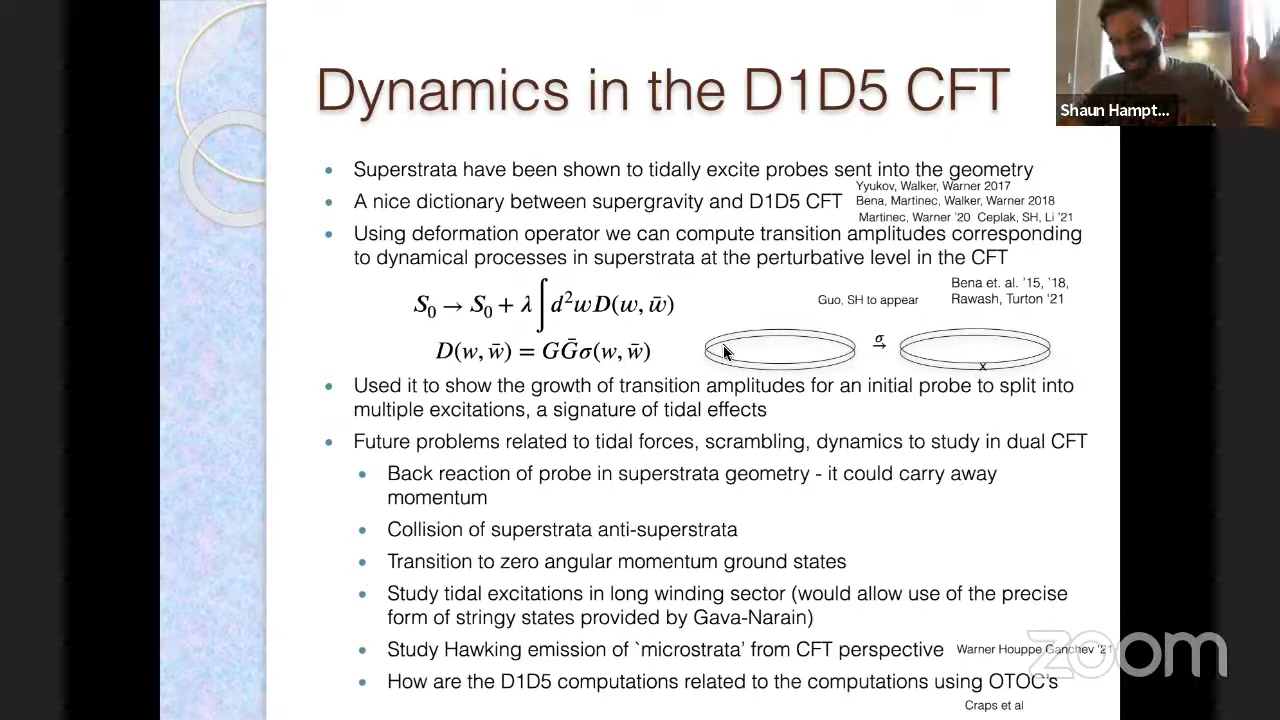 Dynamics in the D1D5 CFT
Shaun Hampt...
• Superstrata have been shown to tidally excite probes sent into the geometry
Yyukov, Walker, Warner 2017
• A nice dictionary between supergravity and D1D5 CFT
Bena, Martinec, Walker, Warner 2018
Martinec, Warner '20 Ceplak, SH, Li '21
• Using deformation operator we can compute transition amplitudes corresponding
to dynamical processes in superstrata at the perturbative level in the CFT
Bena et. al. '15, '18,
Rawash, Turton '21
Guo, SH to appear
S₀ → S₀ + λ ∫ d²wD(w, w̄)
D(w, w̄) = GḠσ(w, w̄)
σ
→
x
• Used it to show the growth of transition amplitudes for an initial probe to split into
multiple excitations, a signature of tidal effects
• Future problems related to tidal forces, scrambling, dynamics to study in dual CFT
• Back reaction of probe in superstrata geometry - it could carry away
momentum
• Collision of superstrata anti-superstrata
• Transition to zero angular momentum ground states
• Study tidal excitations in long winding sector (would allow use of the precise
form of stringy states provided by Gava-Narain)
• Study Hawking emission of `microstrata' from CFT perspective
Warner Houppe Ganchev '21
zoom
• How are the D1D5 computations related to the computations using OTOC's
Craps et al